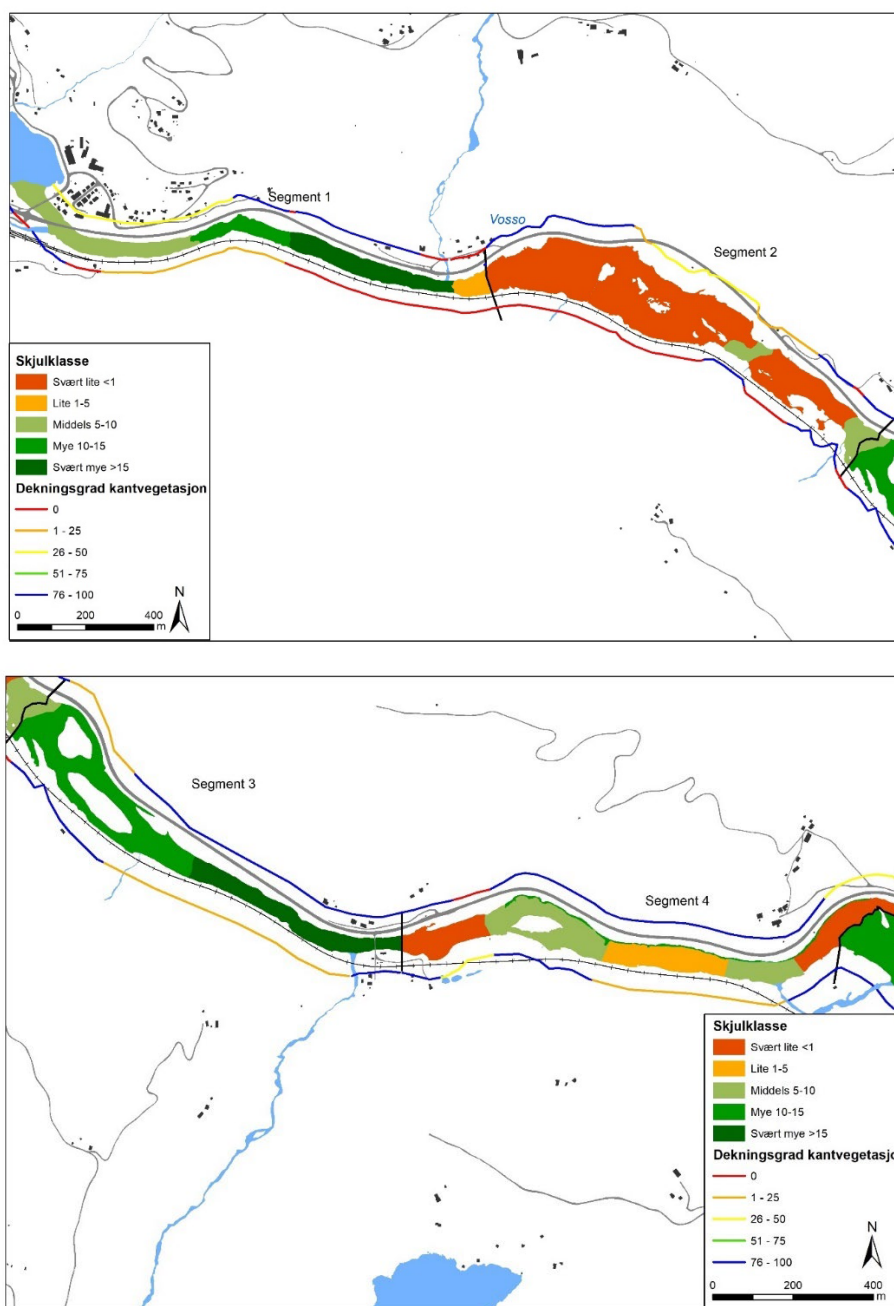 Segment 1
Vosso
Segment 2
Skjulklasse
Svært lite <1
Lite 1-5
Middels 5-10
Mye 10-15
Svært mye >15
Dekningsgrad kantvegetasjon
0
1 - 25
26 - 50
51 - 75
76 - 100
N
0 200 400
m
Segment 3
Segment 4
Skjulklasse
Svært lite <1
Lite 1-5
Middels 5-10
Mye 10-15
Svært mye >15
Dekningsgrad kantvegetasjo
0
1 - 25
26 - 50
51 - 75
76 - 100
N
0 200 400
m